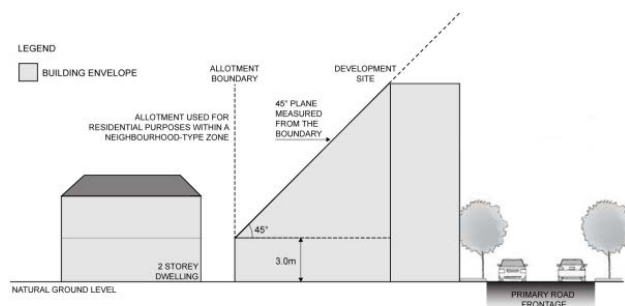 LEGEND
BUILDING ENVELOPE
ALLOTMENT
BOUNDARY
DEVELOPMENT
SITE
ALLOTMENT USED FOR
RESIDENTIAL PURPOSES WITHIN A
NEIGHBOURHOOD-TYPE ZONE
45° PLANE
MEASURED
FROM THE
BOUNDARY
45°
3.0m
2 STOREY
DWELLING
NATURAL GROUND LEVEL
PRIMARY ROAD
FRONTAGE